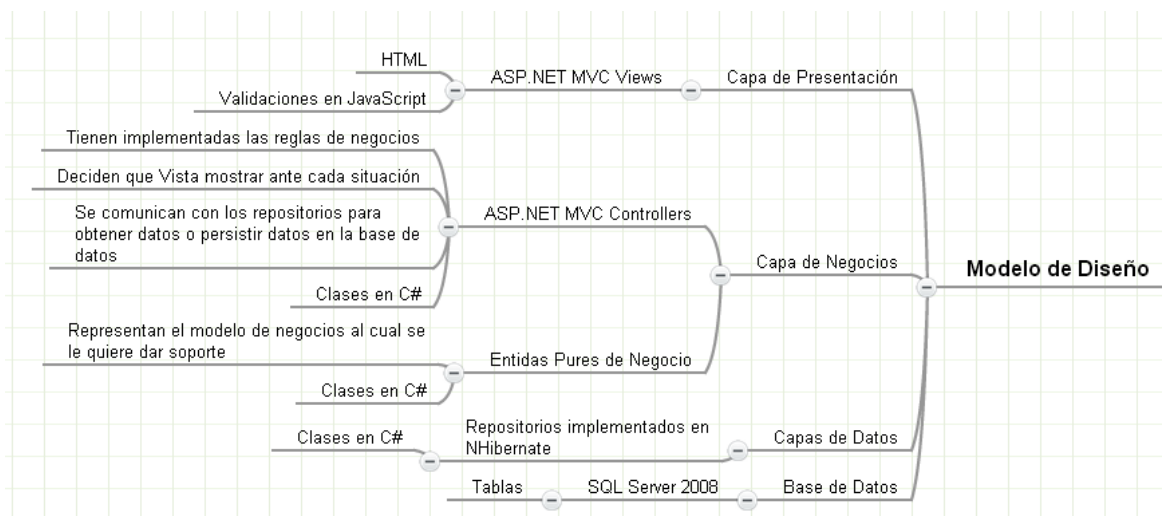 HTML
ASP.NET MVC Views
Capa de Presentación
Validaciones en JavaScript
Tienen implementadas las reglas de negocios
Deciden que Vista mostrar ante cada situación
Se comunican con los repositorios para
obtener datos o persistir datos en la base de
datos
ASP.NET MVC Controllers
Clases en C#
Capa de Negocios
Modelo de Diseño
Representan el modelo de negocios al cual se
le quiere dar soporte
Entidas Pures de Negocio
Clases en C#
Clases en C#
Repositorios implementados en
NHibernate
Capas de Datos
Tablas
SQL Server 2008
Base de Datos